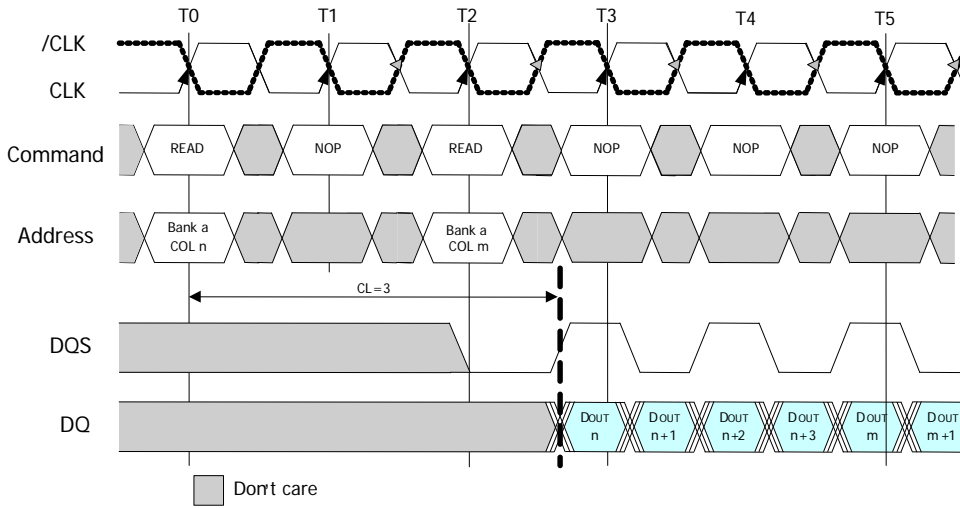 T0 T1 T2 T3 T4 T5
/CLK
CLK
Command READ NOP READ NOP NOP NOP
Address Bank a Bank a
COL n COL m
CL=3
DQS
DQ DOUT DOUT DOUT DOUT DOUT DOUT
n n+1 n+2 n+3 m m+1
Don't care